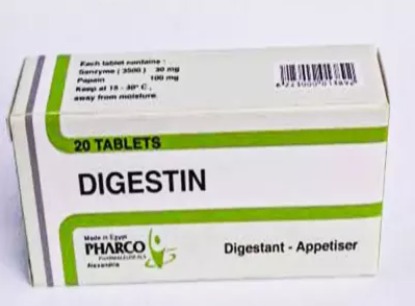 Each tablet contains :
Sanzyme ( 3500 ) 30 mg
Papain 100 mg
Keep at 15 - 30° C ,
away from moisture.
20 TABLETS
DIGESTIN
Made in Egypt
PHARCO
PHARMACEUTICALS
Alexandria
Digestant - Appetiser